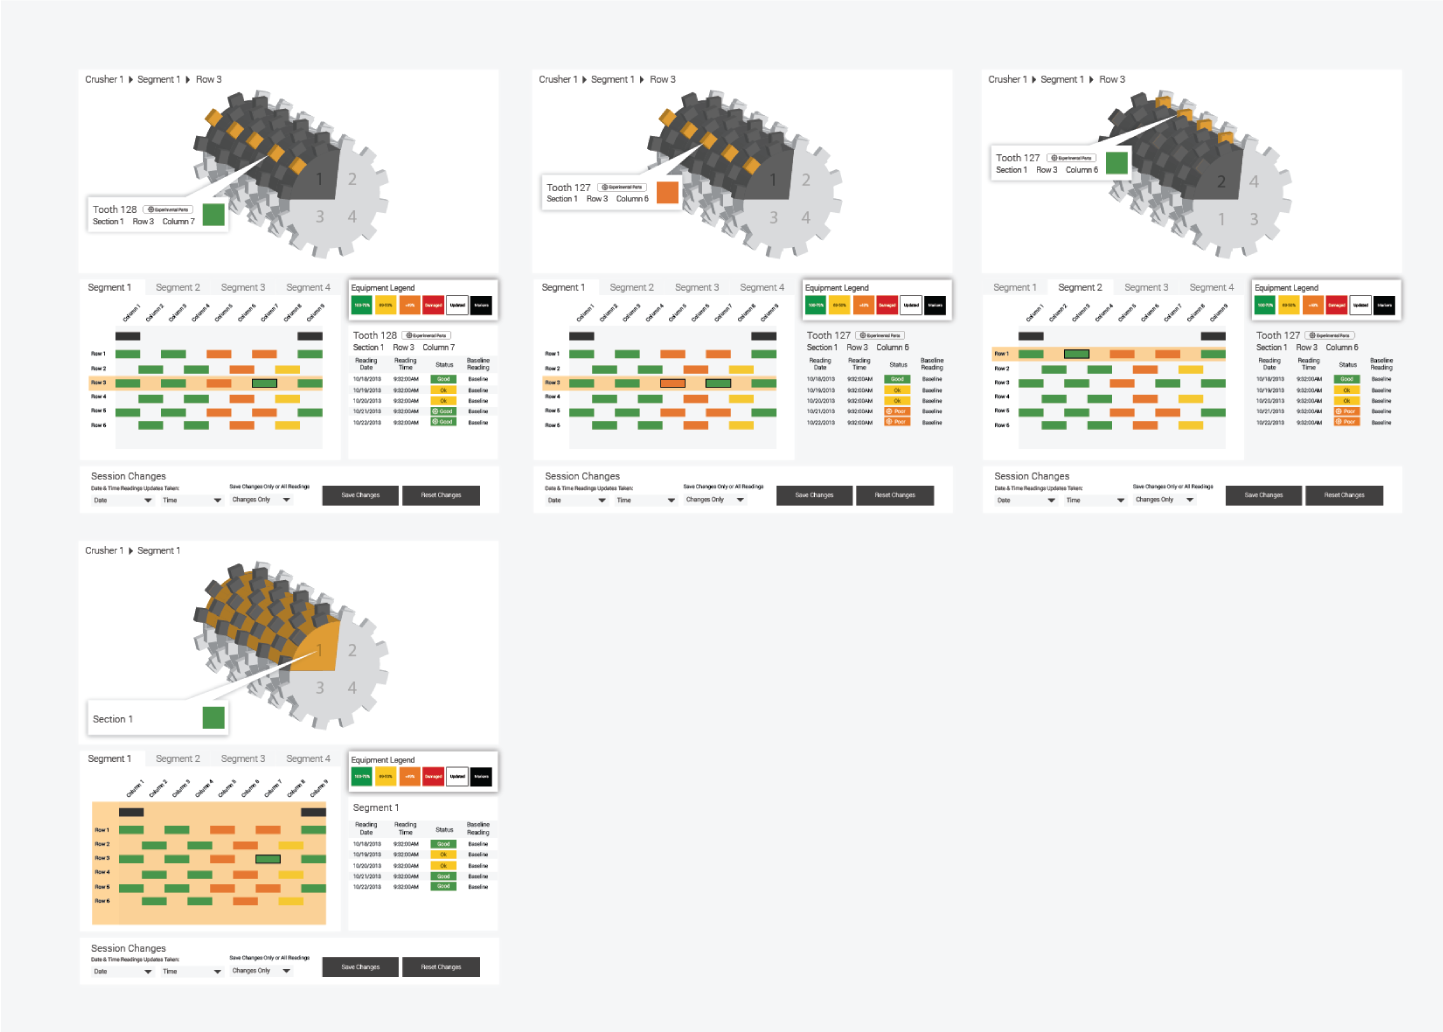 Crusher 1 ▶ Segment 1 ▶ Row 3
1 2
3 4
Tooth 128 Experimental Parts
Section 1 Row 3 Column 7
Segment 1 Segment 2 Segment 3 Segment 4
Column 1 Column 2 Column 3 Column 4 Column 5 Column 6 Column 7 Column 8 Column 9
Row 1
Row 2
Row 3
Row 4
Row 5
Row 6
Equipment Legend
Damaged Updated
Tooth 128 Experimental Parts
Section 1 Row 3 Column 7
Reading Date Reading Time Status Baseline Reading
10/18/2013 9:32:00AM Good Baseline
10/19/2013 9:32:00AM Ok Baseline
10/20/2013 9:32:00AM Ok Baseline
10/21/2013 9:32:00AM Good Baseline
10/22/2013 9:32:00AM Good Baseline
Session Changes
Date & Time Readings Updates Taken: Save Changes Only or All Readings
Date Time Changes Only Save Changes Reset Changes
Crusher 1 ▶ Segment 1 ▶ Row 3
1 2
3 4
Tooth 127 Experimental Parts
Section 1 Row 3 Column 6
Segment 1 Segment 2 Segment 3 Segment 4
Column 1 Column 2 Column 3 Column 4 Column 5 Column 6 Column 7 Column 8 Column 9
Row 1
Row 2
Row 3
Row 4
Row 5
Row 6
Equipment Legend
Damaged Updated
Tooth 127 Experimental Parts
Section 1 Row 3 Column 6
Reading Date Reading Time Status Baseline Reading
10/18/2013 9:32:00AM Good Baseline
10/19/2013 9:32:00AM Ok Baseline
10/20/2013 9:32:00AM Ok Baseline
10/21/2013 9:32:00AM Poor Baseline
10/22/2013 9:32:00AM Poor Baseline
Session Changes
Date & Time Readings Updates Taken: Save Changes Only or All Readings
Date Time Changes Only Save Changes Reset Changes
Crusher 1 ▶ Segment 1 ▶ Row 3
2 4
1 3
Tooth 127 Experimental Parts
Section 1 Row 3 Column 6
Segment 1 Segment 2 Segment 3 Segment 4
Column 1 Column 2 Column 3 Column 4 Column 5 Column 6 Column 7 Column 8 Column 9
Row 1
Row 2
Row 3
Row 4
Row 5
Row 6
Equipment Legend
Damaged Updated
Tooth 127 Experimental Parts
Section 1 Row 3 Column 6
Reading Date Reading Time Status Baseline Reading
10/18/2013 9:32:00AM Good Baseline
10/19/2013 9:32:00AM Ok Baseline
10/20/2013 9:32:00AM Ok Baseline
10/21/2013 9:32:00AM Poor Baseline
10/22/2013 9:32:00AM Poor Baseline
Session Changes
Date & Time Readings Updates Taken: Save Changes Only or All Readings
Date Time Changes Only Save Changes Reset Changes
Crusher 1 ▶ Segment 1
1 2
3 4
Section 1
Segment 1 Segment 2 Segment 3 Segment 4
Column 1 Column 2 Column 3 Column 4 Column 5 Column 6 Column 7 Column 8 Column 9
Row 1
Row 2
Row 3
Row 4
Row 5
Row 6
Equipment Legend
Damaged Updated
Segment 1
Reading Date Reading Time Status Baseline Reading
10/18/2013 9:32:00AM Good Baseline
10/19/2013 9:32:00AM Ok Baseline
10/20/2013 9:32:00AM Ok Baseline
10/21/2013 9:32:00AM Good Baseline
10/22/2013 9:32:00AM Good Baseline
Session Changes
Date & Time Readings Updates Taken: Save Changes Only or All Readings
Date Time Changes Only Save Changes Reset Changes